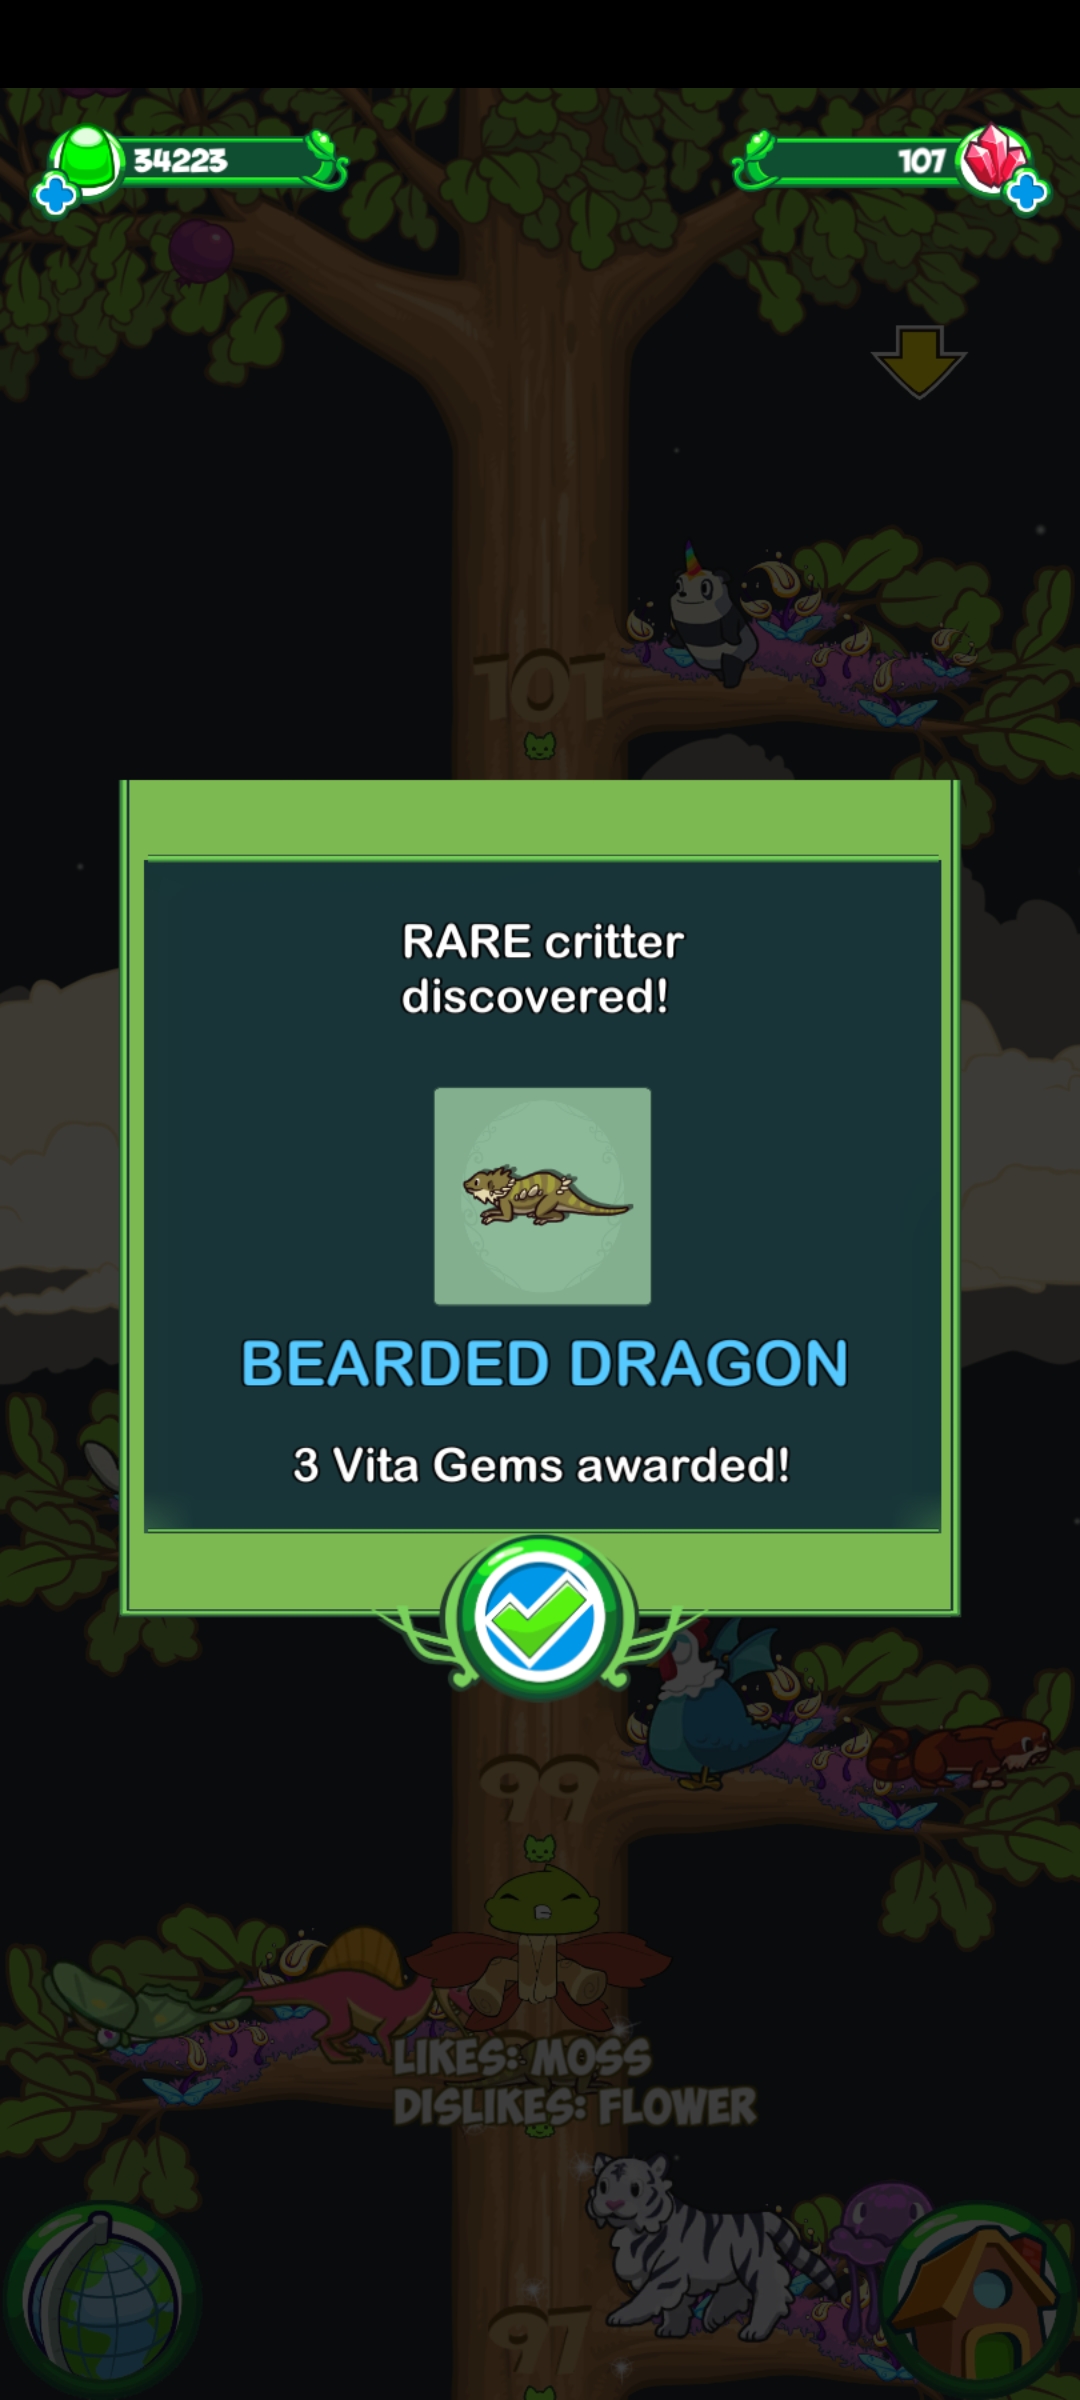 34223
107
101
RARE critter
discovered!
BEARDED DRAGON
3 Vita Gems awarded!
99
LIKES: MOSS
DISLIKES: FLOWER
97